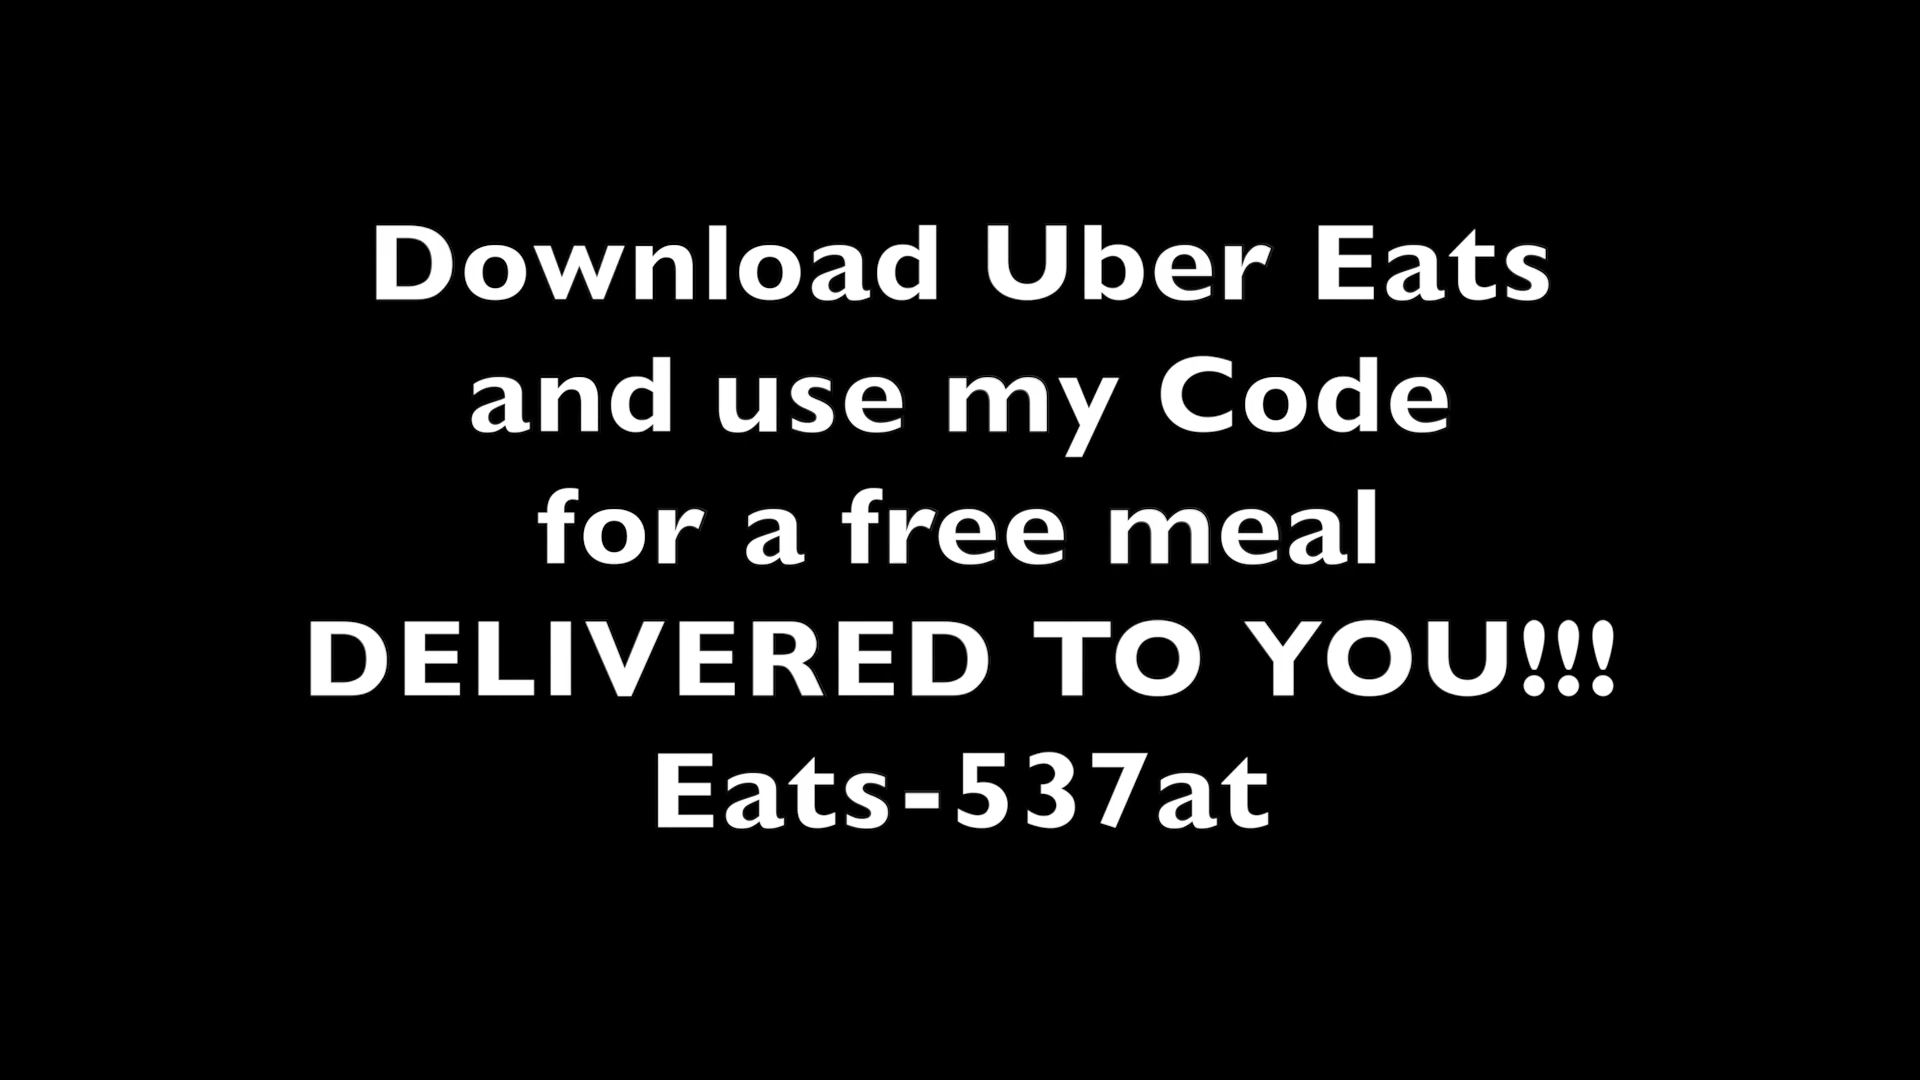 Download Uber Eats
and use my Code
for a free meal
DELIVERED TO YOU!!!
Eats-537at